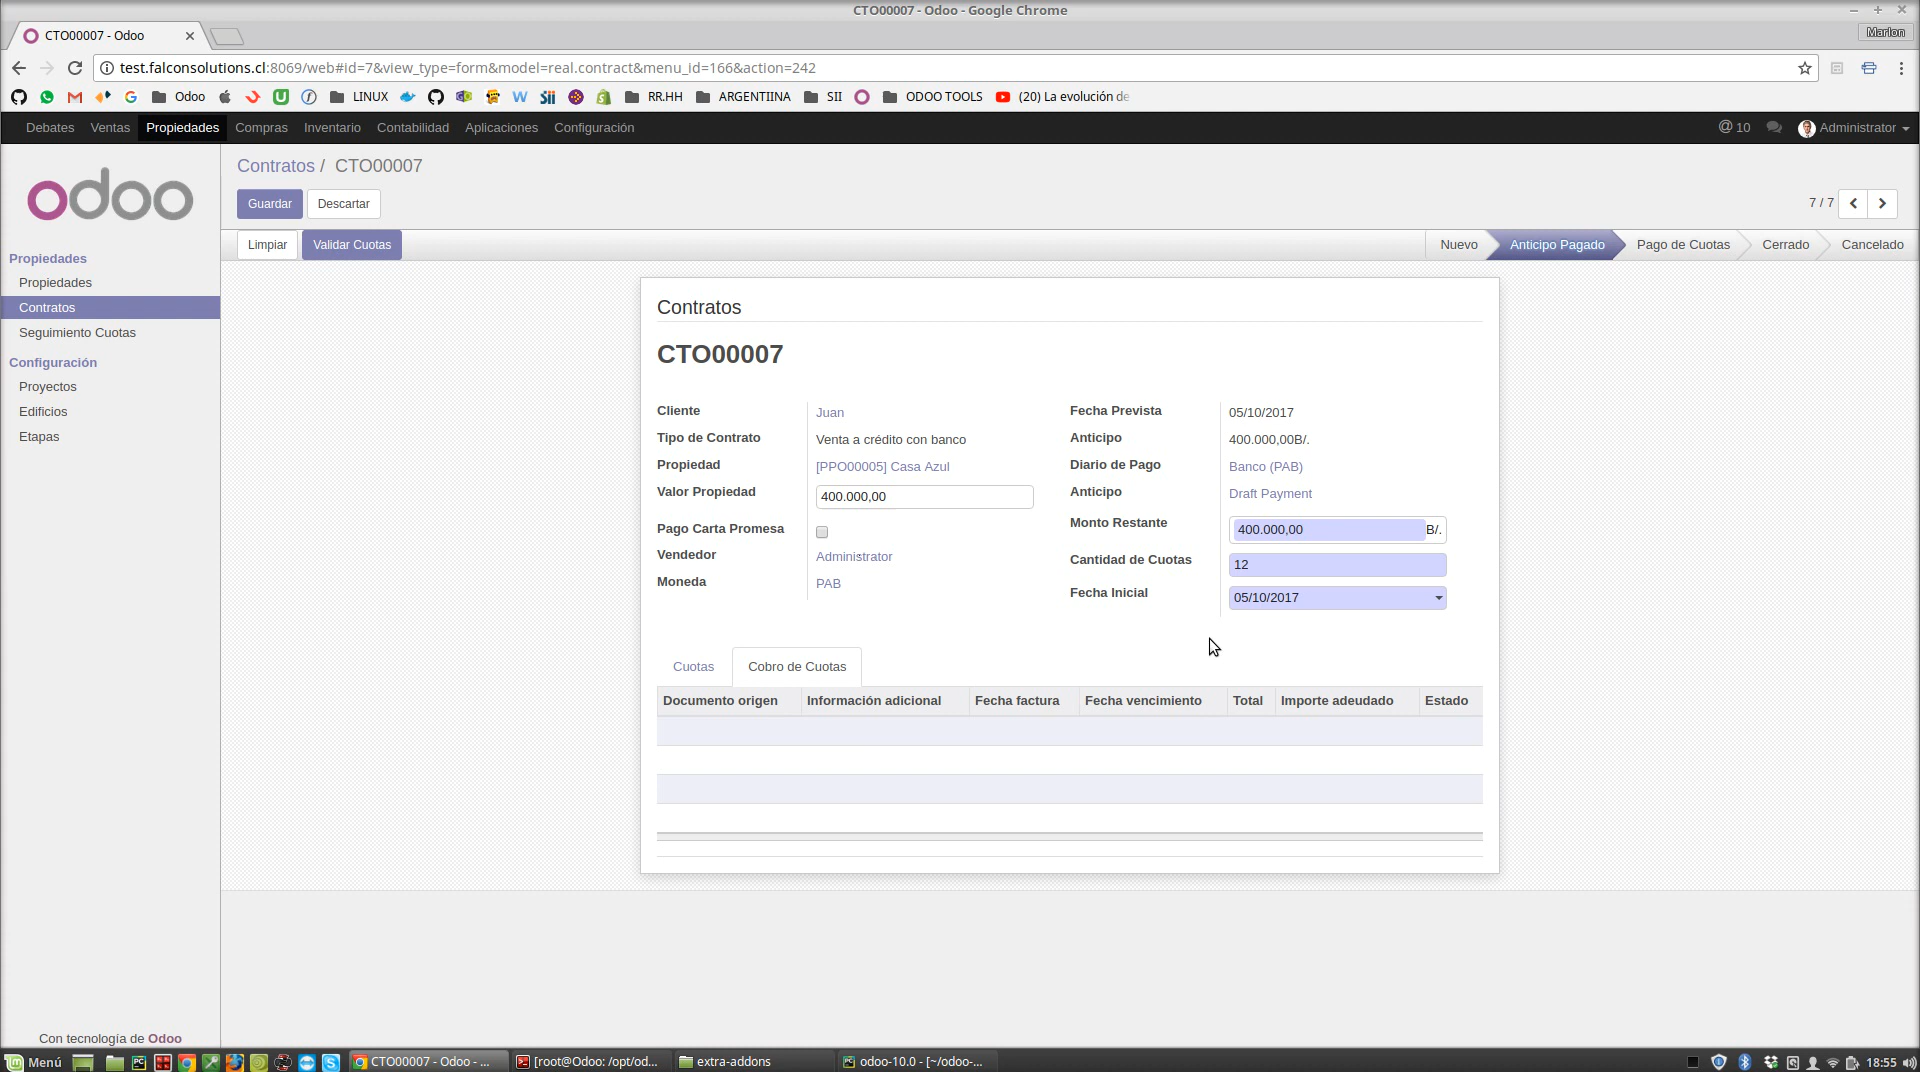 CTO00007 - Odoo - Google Chrome
CTO00007 - Odoo
Marlon
test.falconsolutions.cl:8069/web#id=7&view_type=form&model=real.contract&menu_id=166&action=242
Odoo LINUX RR.HH ARGENTIINA SII ODOO TOOLS (20) La evolución de
Debates Ventas Propiedades Compras Inventario Contabilidad Aplicaciones Configuración @ 10 Administrator
odoo
Contratos / CTO00007
Guardar Descartar 7 / 7
Limpiar Validar Cuotas Nuevo Anticipo Pagado Pago de Cuotas Cerrado Cancelado
Propiedades
Propiedades
Contratos
Seguimiento Cuotas
Configuración
Proyectos
Edificios
Etapas
Con tecnología de Odoo
Contratos
CTO00007
Cliente Juan
Tipo de Contrato Venta a crédito con banco
Propiedad [PPO00005] Casa Azul
Valor Propiedad 400.000,00
Pago Carta Promesa
Vendedor Administrator
Moneda PAB
Fecha Prevista 05/10/2017
Anticipo 400.000,00B/.
Diario de Pago Banco (PAB)
Anticipo Draft Payment
Monto Restante 400.000,00 B/.
Cantidad de Cuotas 12
Fecha Inicial 05/10/2017
Cuotas Cobro de Cuotas
Documento origen Información adicional Fecha factura Fecha vencimiento Total Importe adeudado Estado
Menú CTO00007 - Odoo - ... [root@Odoo: /opt/od... extra-addons odoo-10.0 - [~/odoo-... 18:55